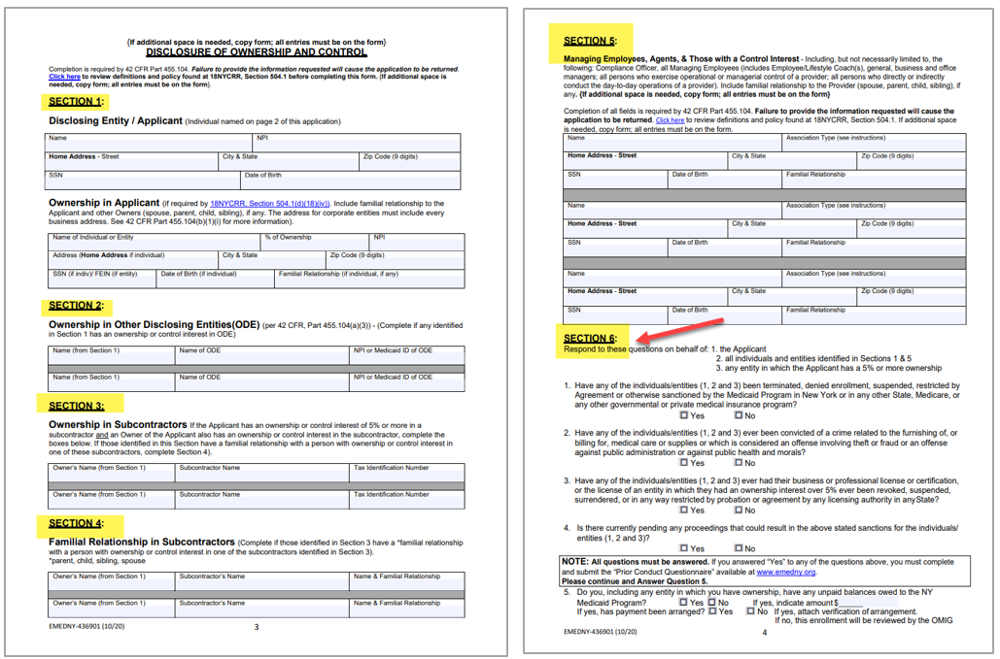 {If additional space is needed, copy form; all entries must be on the form}
DISCLOSURE OF OWNERSHIP AND CONTROL
Completion is required by 42 CFR Part 455.104. Failure to provide the information requested will cause the application to be returned.
Click here to review definitions and policy found at 18NYCRR, Section 504.1 before completing this form. {If additional space is
needed, copy form; all entries must be on the form}.
SECTION 1:
Disclosing Entity / Applicant (Individual named on page 2 of this application)
Name NPI
Home Address - Street City & State Zip Code (9 digits)
SSN Date of Birth
Ownership in Applicant (if required by 18NYCRR, Section 504.1(d)(18)(iv)). Include familial relationship to the
Applicant and other Owners (spouse, parent, child, sibling), if any. The address for corporate entities must include every
business address. See 42 CFR Part 455.104(b)(1)(i) for more information).
Name of Individual or Entity % of Ownership NPI
Address (Home Address if individual) City & State Zip Code (9 digits)
SSN (if indiv)/ FEIN (if entity) Date of Birth (if individual) Familial Relationship (if individual, if any)
SECTION 2:
Ownership in Other Disclosing Entities(ODE) (per 42 CFR, Part 455.104(a)(3)) - (Complete if any identified
in Section 1 has an ownership or control interest in ODE)
Name (from Section 1) Name of ODE NPI or Medicaid ID of ODE
Name (from Section 1) Name of ODE NPI or Medicaid ID of ODE
SECTION 3:
Ownership in Subcontractors If the Applicant has an ownership or control interest of 5% or more in a
subcontractor and an Owner of the Applicant also has an ownership or control interest in the subcontractor, complete the
boxes below. If those identified in this Section have a familial relationship with a person with ownership or control interest in
one of these subcontractors, complete Section 4).
Owner's Name (from Section 1) Subcontractor Name Tax Identification Number
Owner's Name (from Section 1) Subcontractor Name Tax Identification Number
SECTION 4:
Familial Relationship in Subcontractors (Complete if those identified in Section 3 have a *familial relationship
with a person with ownership or control interest in one of the subcontractors identified in Section 3).
*parent, child, sibling, spouse
Owner's Name (from Section 1) Subcontractor's Name Name & Familial Relationship
Owner's Name (from Section 1) Subcontractor's Name Name & Familial Relationship
EMEDNY-436901 (10/20) 3
SECTION 5:
Managing Employees, Agents, & Those with a Control Interest - Including, but not necessarily limited to, the
following: Compliance Officer, all Managing Employees (includes Employee/Lifestyle Coach(s), general, business and office
managers; all persons who exercise operational or managerial control of a provider; all persons who directly or indirectly
conduct the day-to-day operations of a provider). Include familial relationship to the Provider (spouse, parent, child, sibling), if
any. {If additional space is needed, copy form; all entries must be on the form}
Completion of all fields is required by 42 CFR Part 455.104. Failure to provide the information requested will cause the
application to be returned. Click here to review definitions and policy found at 18NYCRR, Section 504.1. If additional space
is needed, copy form; all entries must be on the form.
Name Association Type (see instructions)
Home Address - Street City & State Zip Code (9 digits)
SSN Date of Birth Familial Relationship
Name Association Type (see instructions)
Home Address - Street City & State Zip Code (9 digits)
SSN Date of Birth Familial Relationship
Name Association Type (see instructions)
Home Address - Street City & State Zip Code (9 digits)
SSN Date of Birth Familial Relationship
SECTION 6:
Respond to these questions on behalf of: 1. the Applicant
2. all individuals and entities identified in Sections 1 & 5
3. any entity in which the Applicant has a 5% or more ownership
1. Have any of the individuals/entities (1, 2 and 3) been terminated, denied enrollment, suspended, restricted by
Agreement or otherwise sanctioned by the Medicaid Program in New York or in any other State, Medicare, or
any other governmental or private medical insurance program?
Yes No
2. Have any of the individuals/entities (1, 2 and 3) ever been convicted of a crime related to the furnishing of, or
billing for, medical care or supplies or which is considered an offense involving theft or fraud or an offense
against public administration or against public health and morals?
Yes No
3. Have any of the individuals/entities (1, 2 and 3) ever had their business or professional license or certification,
or the license of an entity in which they had an ownership interest over 5% ever been revoked, suspended,
surrendered, or in any way restricted by probation or agreement by any licensing authority in anyState?
Yes No
4. Is there currently pending any proceedings that could result in the above stated sanctions for the individuals/
entities (1, 2 and 3)?
Yes No
NOTE: All questions must be answered. If you answered "Yes" to any of the questions above, you must complete
and submit the "Prior Conduct Questionnaire" available at www.emedny.org.
Please continue and Answer Question 5.
5. Do you, including any entity in which you have ownership, have any unpaid balances owed to the NY
Medicaid Program? Yes No If yes, indicate amount $______
If yes, has payment been arranged? Yes No If yes, attach verification of arrangement.
If no, this enrollment will be reviewed by the OMIG
EMEDNY-436901 (10/20) 4